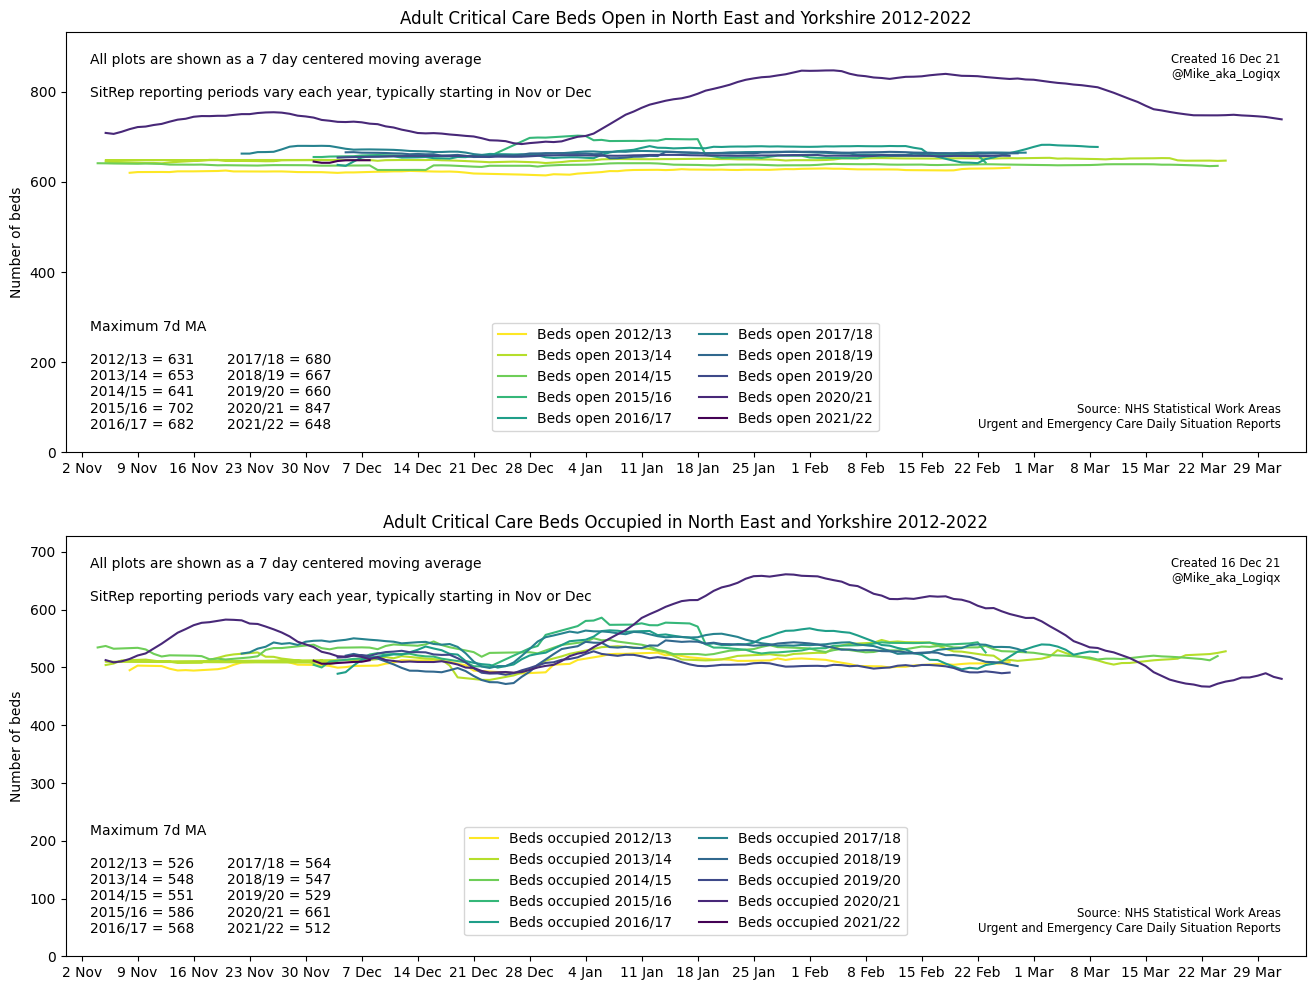 Adult Critical Care Beds Open in North East and Yorkshire 2012-2022
All plots are shown as a 7 day centered moving average
SitRep reporting periods vary each year, typically starting in Nov or Dec
Created 16 Dec 21
@Mike_aka_Logiqx
Number of beds
800
600
400
200
0
Maximum 7d MA
2012/13 = 631 2017/18 = 680
2013/14 = 653 2018/19 = 667
2014/15 = 641 2019/20 = 660
2015/16 = 702 2020/21 = 847
2016/17 = 682 2021/22 = 648
Beds open 2012/13 Beds open 2017/18
Beds open 2013/14 Beds open 2018/19
Beds open 2014/15 Beds open 2019/20
Beds open 2015/16 Beds open 2020/21
Beds open 2016/17 Beds open 2021/22
Source: NHS Statistical Work Areas
Urgent and Emergency Care Daily Situation Reports
2 Nov 9 Nov 16 Nov 23 Nov 30 Nov 7 Dec 14 Dec 21 Dec 28 Dec 4 Jan 11 Jan 18 Jan 25 Jan 1 Feb 8 Feb 15 Feb 22 Feb 1 Mar 8 Mar 15 Mar 22 Mar 29 Mar
Adult Critical Care Beds Occupied in North East and Yorkshire 2012-2022
All plots are shown as a 7 day centered moving average
SitRep reporting periods vary each year, typically starting in Nov or Dec
Created 16 Dec 21
@Mike_aka_Logiqx
Number of beds
700
600
500
400
300
200
100
0
Maximum 7d MA
2012/13 = 526 2017/18 = 564
2013/14 = 548 2018/19 = 547
2014/15 = 551 2019/20 = 529
2015/16 = 586 2020/21 = 661
2016/17 = 568 2021/22 = 512
Beds occupied 2012/13 Beds occupied 2017/18
Beds occupied 2013/14 Beds occupied 2018/19
Beds occupied 2014/15 Beds occupied 2019/20
Beds occupied 2015/16 Beds occupied 2020/21
Beds occupied 2016/17 Beds occupied 2021/22
Source: NHS Statistical Work Areas
Urgent and Emergency Care Daily Situation Reports
2 Nov 9 Nov 16 Nov 23 Nov 30 Nov 7 Dec 14 Dec 21 Dec 28 Dec 4 Jan 11 Jan 18 Jan 25 Jan 1 Feb 8 Feb 15 Feb 22 Feb 1 Mar 8 Mar 15 Mar 22 Mar 29 Mar